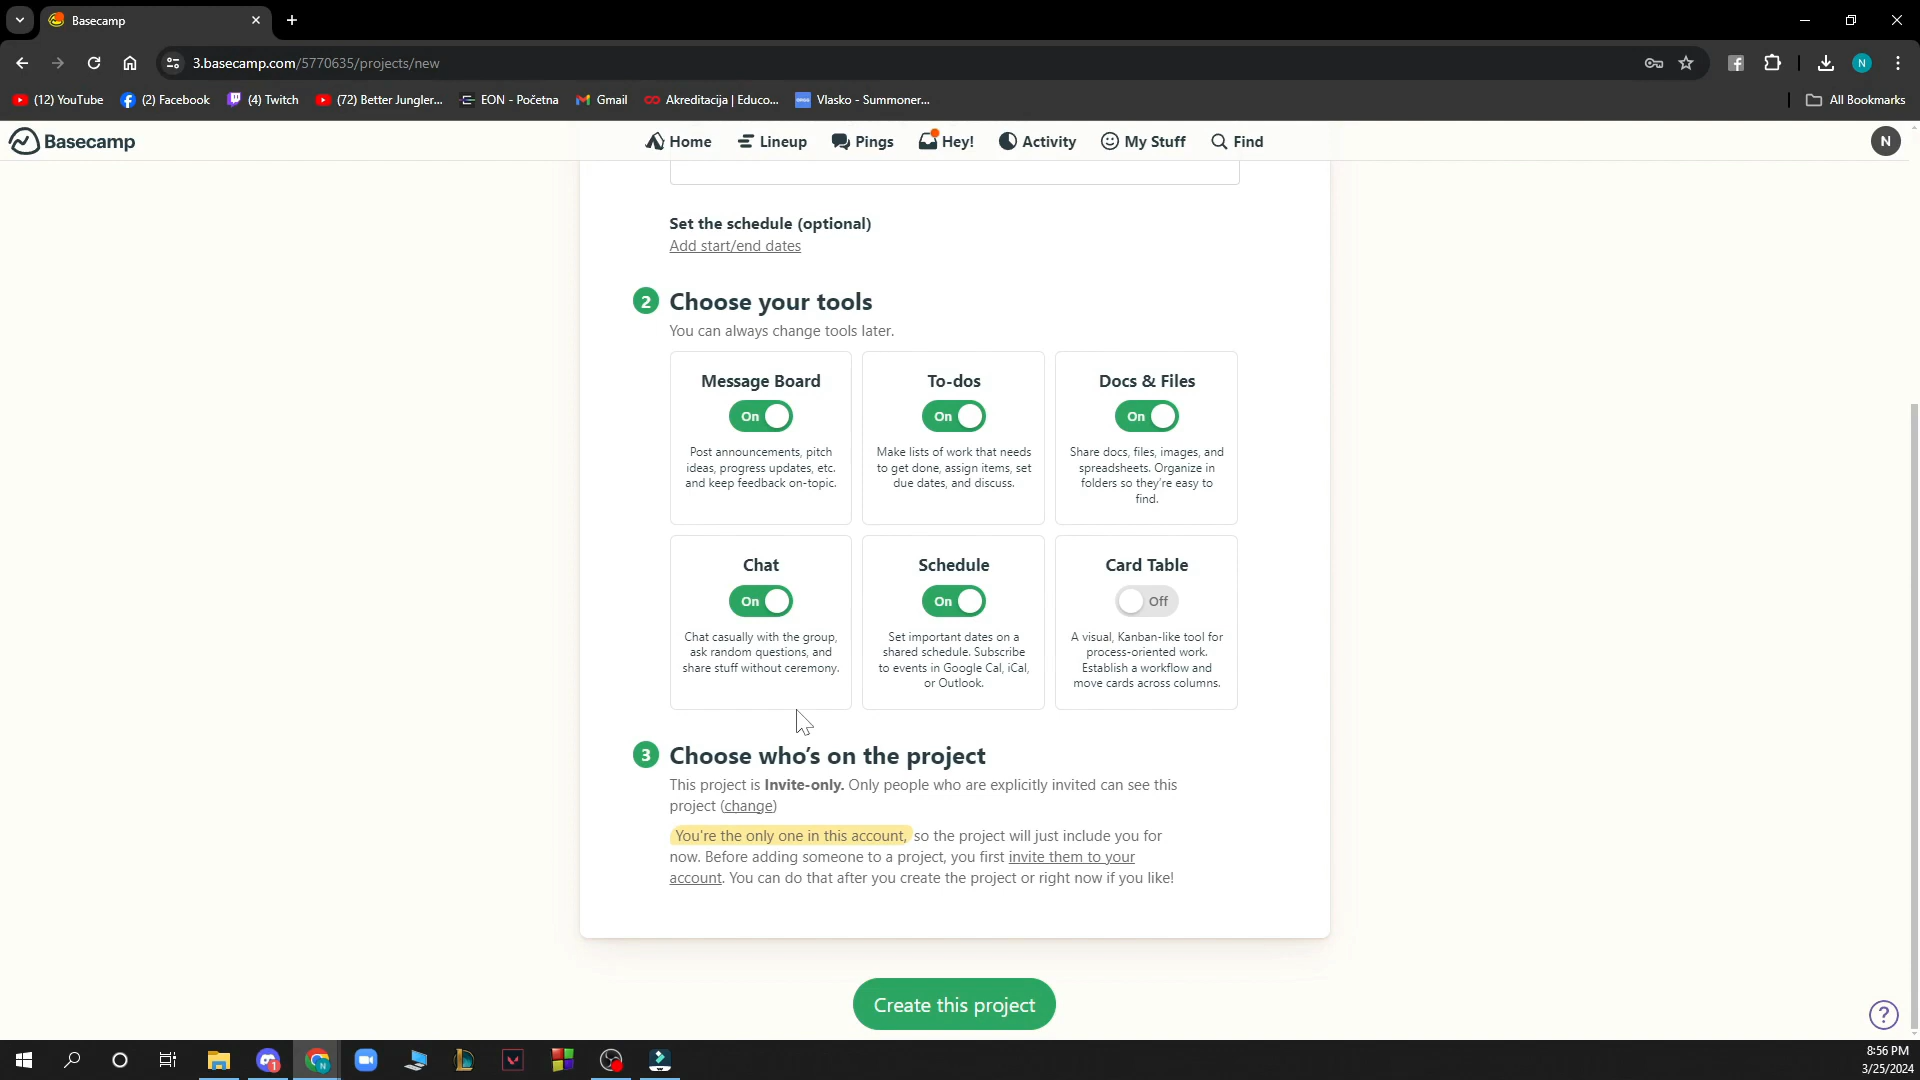 Basecamp
3.basecamp.com/5770635/projects/new
N
(12) YouTube
(2) Facebook
(4) Twitch
(72) Better Jungler...
EON - Početna
Gmail
Akreditacija | Educo...
Vlasko - Summoner...
All Bookmarks
Basecamp
Home
Lineup
Pings
Hey!
Activity
My Stuff
Find
N
Set the schedule (optional)
Add start/end dates
2 Choose your tools
You can always change tools later.
Message Board
On
Post announcements, pitch
ideas, progress updates, etc.
and keep feedback on-topic.
To-dos
On
Make lists of work that needs
to get done, assign items, set
due dates, and discuss.
Docs & Files
On
Share docs, files, images, and
spreadsheets. Organize in
folders so they're easy to
find.
Chat
On
Chat casually with the group,
ask random questions, and
share stuff without ceremony.
Schedule
On
Set important dates on a
shared schedule. Subscribe
to events in Google Cal, iCal,
or Outlook.
Card Table
Off
A visual, Kanban-like tool for
process-oriented work.
Establish a workflow and
move cards across columns.
3 Choose who's on the project
This project is Invite-only. Only people who are explicitly invited can see this
project (change)
You're the only one in this account, so the project will just include you for
now. Before adding someone to a project, you first invite them to your
account. You can do that after you create the project or right now if you like!
Create this project
?
8:56 PM
3/25/2024